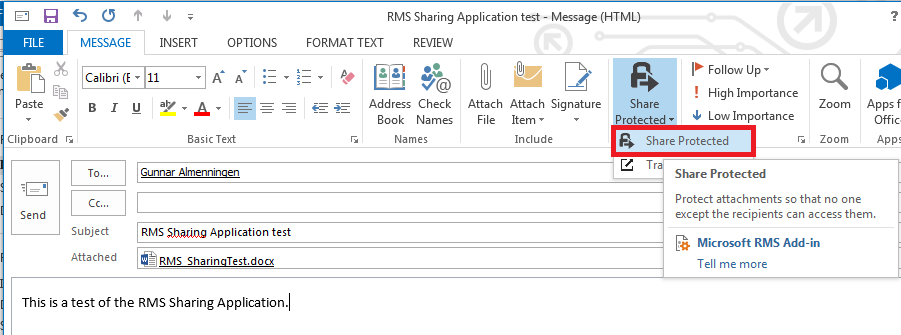 RMS Sharing Application test - Message (HTML)
?
FILE MESSAGE INSERT OPTIONS FORMAT TEXT REVIEW
Calibri (E 11
Paste
B I U
Address Book
Check Names
Attach File
Attach Item
Signature
Share Protected
Follow Up
High Importance
Low Importance
Zoom
Apps for Office
Clipboard
Basic Text
Names
Include
Zoom
Share Protected
Tra
Share Protected
Protect attachments so that no one
except the recipients can access them.
Microsoft RMS Add-in
Tell me more
Send
To...
Gunnar Almenningen
Cc...
Subject
RMS Sharing Application test
Attached
RMS_SharingTest.docx
This is a test of the RMS Sharing Application.